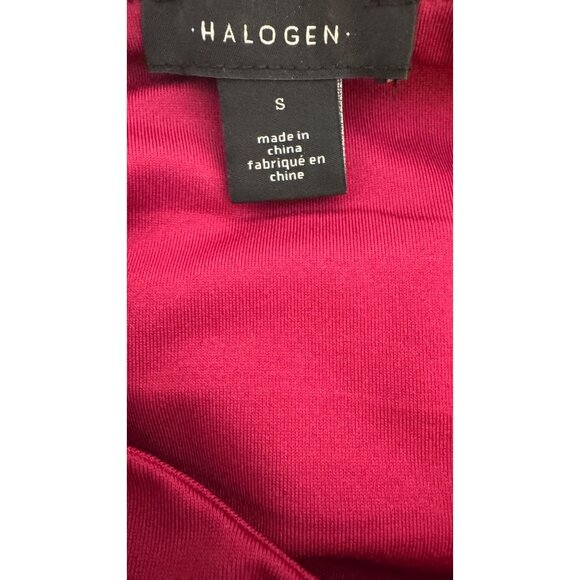 ·HALOGEN·
S
made in
china
fabriqué en
chine